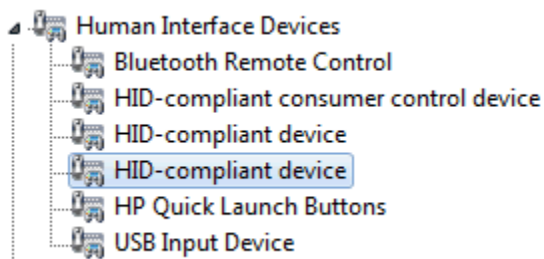 Human Interface Devices
Bluetooth Remote Control
HID-compliant consumer control device
HID-compliant device
HID-compliant device
HP Quick Launch Buttons
USB Input Device